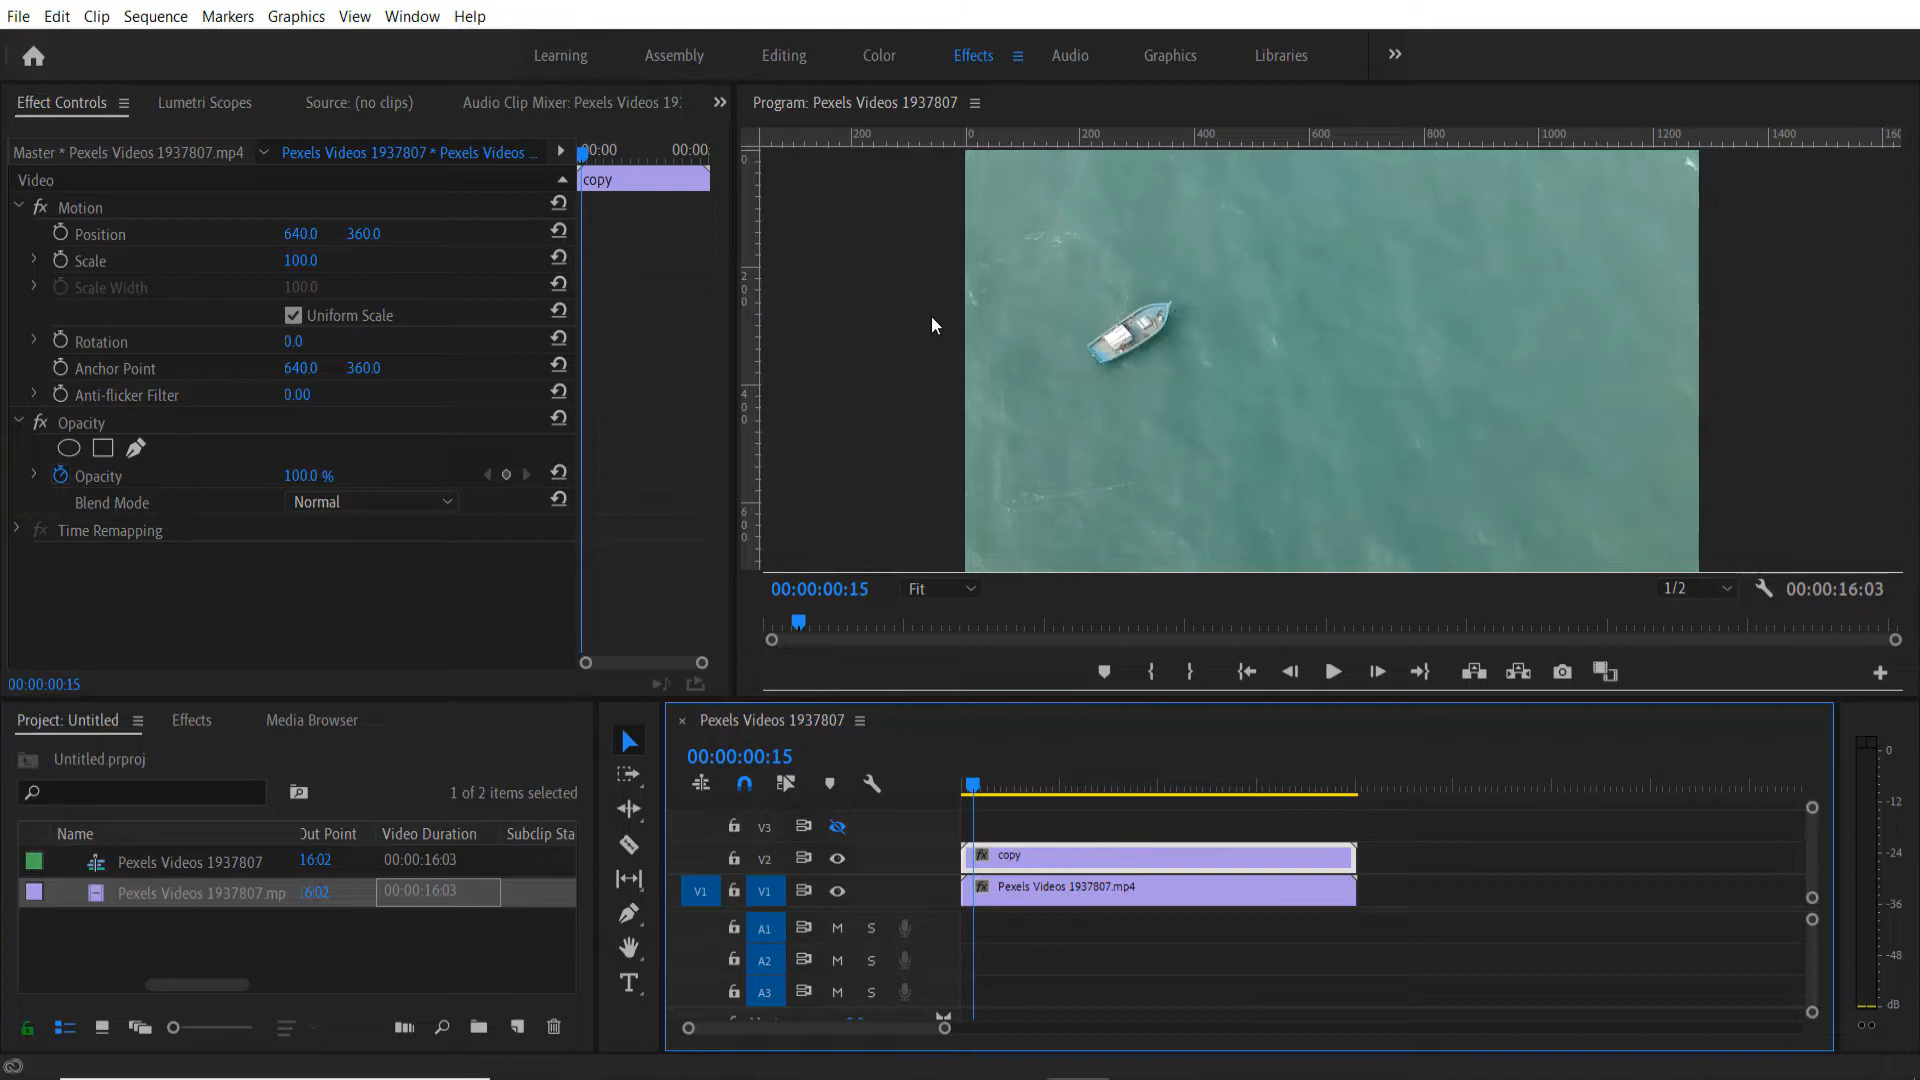 File Edit Clip Sequence Markers Graphics View Window Help
Learning Assembly Editing Color Effects Audio Graphics Libraries
Effect Controls Lumetri Scopes Source: (no clips) Audio Clip Mixer: Pexels Videos 19
Program: Pexels Videos 1937807
200 0 200 400 600 800 1000 1200 1400
Master * Pexels Videos 1937807.mp4 Pexels Videos 1937807 * Pexels Videos ... 00:00 00:00
Video copy
Motion
Position 640.0 360.0
Scale 100.0
Scale Width 100.0
Uniform Scale
Rotation 0.0
Anchor Point 640.0 360.0
Anti-flicker Filter 0.00
Opacity
Opacity 100.0 %
Blend Mode Normal
Time Remapping
0
200
400
600
00:00:00:15 Fit 1/2 00:00:16:03
00:00:00:15
Project: Untitled Effects Media Browser
Untitled.prproj
1 of 2 items selected
Name Out Point Video Duration Subclip Sta
Pexels Videos 1937807 16:02 00:00:16:03
Pexels Videos 1937807.mp 16:02 00:00:16:03
T
× Pexels Videos 1937807
00:00:00:15
V3
V2 copy
V1 V1 Pexels Videos 1937807.mp4
A1 M S
A2 M S
A3 M S
0
-12
-24
-36
-48
dB